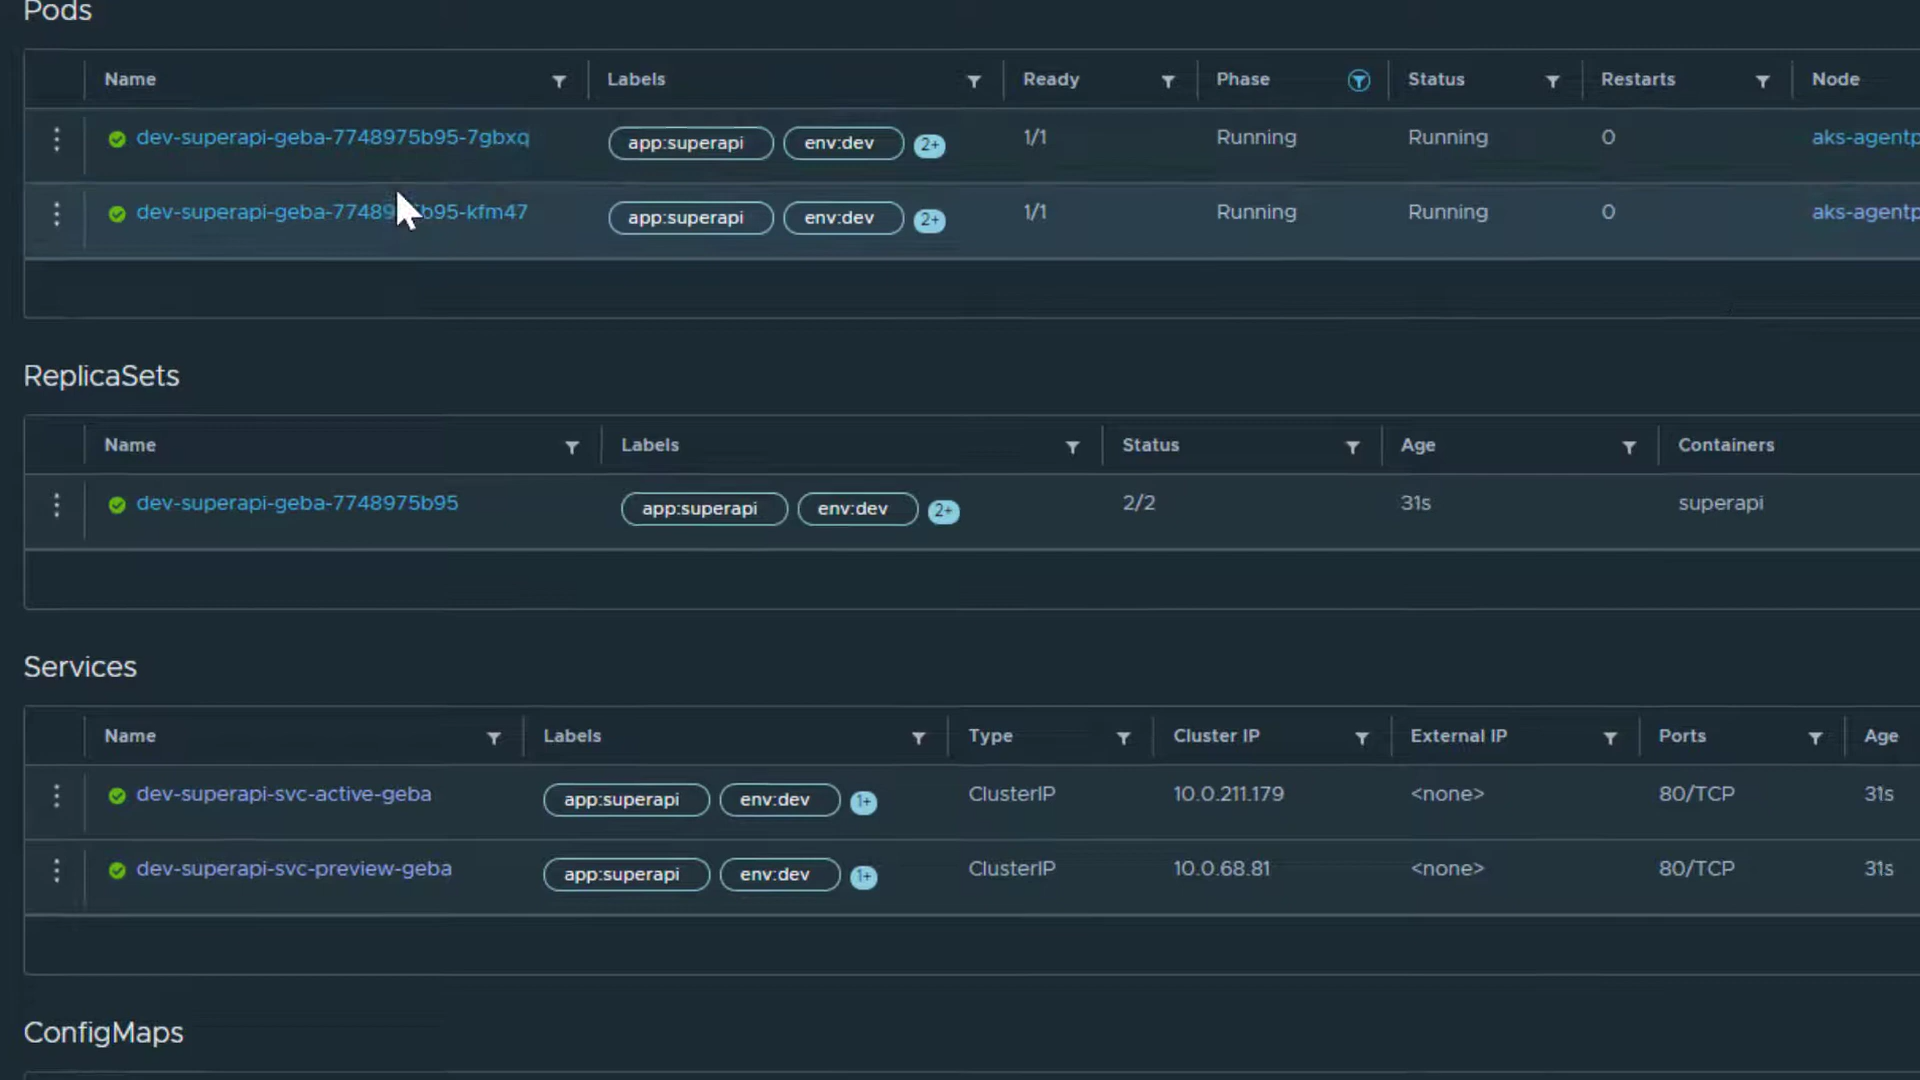 Pods
Name Labels Ready Phase Status Restarts Node
dev-superapi-geba-7748975b95-7gbxq app:superapi env:dev 2+ 1/1 Running Running 0 aks-agentp
dev-superapi-geba-7748975b95-kfm47 app:superapi env:dev 2+ 1/1 Running Running 0 aks-agentp
ReplicaSets
Name Labels Status Age Containers
dev-superapi-geba-7748975b95 app:superapi env:dev 2+ 2/2 31s superapi
Services
Name Labels Type Cluster IP External IP Ports Age
dev-superapi-svc-active-geba app:superapi env:dev 1+ ClusterIP 10.0.211.179 <none> 80/TCP 31s
dev-superapi-svc-preview-geba app:superapi env:dev 1+ ClusterIP 10.0.68.81 <none> 80/TCP 31s
ConfigMaps